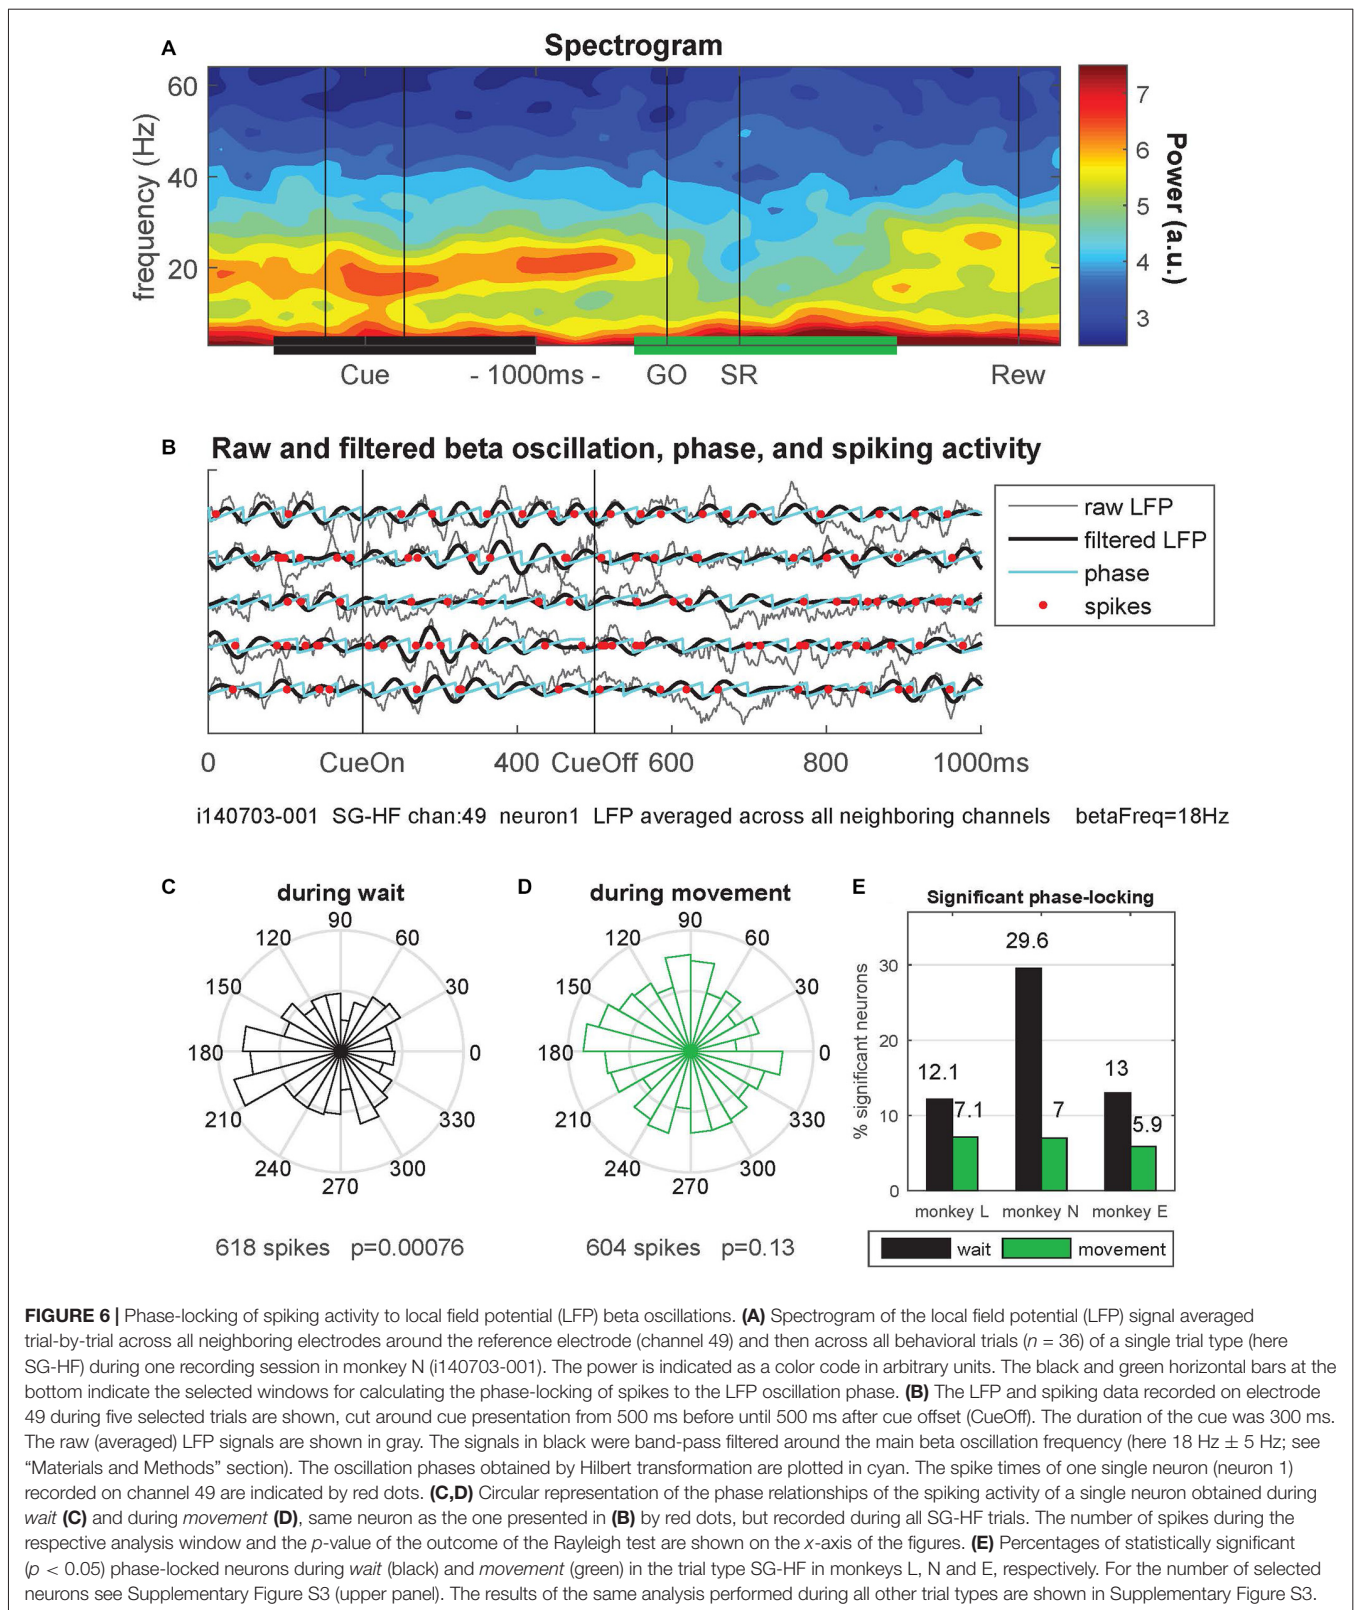 A
Spectrogram
60
40
20
frequency (Hz)
7
6
5
4
3
Power (a.u.)
Cue
- 1000ms -
GO
SR
Rew
B
Raw and filtered beta oscillation, phase, and spiking activity
raw LFP
filtered LFP
phase
spikes
0
CueOn
400
CueOff
600
800
1000ms
i140703-001 SG-HF chan:49 neuron1 LFP averaged across all neighboring channels betaFreq=18Hz
C
during wait
90
120
60
150
30
180
0
210
330
240
300
270
618 spikes p=0.00076
D
during movement
90
120
60
150
30
180
0
210
330
240
300
270
604 spikes p=0.13
E
Significant phase-locking
% significant neurons
30
20
10
0
12.1
7.1
29.6
7
13
5.9
monkey L
monkey N
monkey E
wait
movement
FIGURE 6 | Phase-locking of spiking activity to local field potential (LFP) beta oscillations. (A) Spectrogram of the local field potential (LFP) signal averaged
trial-by-trial across all neighboring electrodes around the reference electrode (channel 49) and then across all behavioral trials (n = 36) of a single trial type (here
SG-HF) during one recording session in monkey N (i140703-001). The power is indicated as a color code in arbitrary units. The black and green horizontal bars at the
bottom indicate the selected windows for calculating the phase-locking of spikes to the LFP oscillation phase. (B) The LFP and spiking data recorded on electrode
49 during five selected trials are shown, cut around cue presentation from 500 ms before until 500 ms after cue offset (CueOff). The duration of the cue was 300 ms.
The raw (averaged) LFP signals are shown in gray. The signals in black were band-pass filtered around the main beta oscillation frequency (here 18 Hz ± 5 Hz; see
“Materials and Methods” section). The oscillation phases obtained by Hilbert transformation are plotted in cyan. The spike times of one single neuron (neuron 1)
recorded on channel 49 are indicated by red dots. (C,D) Circular representation of the phase relationships of the spiking activity of a single neuron obtained during
wait (C) and during movement (D), same neuron as the one presented in (B) by red dots, but recorded during all SG-HF trials. The number of spikes during the
respective analysis window and the p-value of the outcome of the Rayleigh test are shown on the x-axis of the figures. (E) Percentages of statistically significant
(p < 0.05) phase-locked neurons during wait (black) and movement (green) in the trial type SG-HF in monkeys L, N and E, respectively. For the number of selected
neurons see Supplementary Figure S3 (upper panel). The results of the same analysis performed during all other trial types are shown in Supplementary Figure S3.